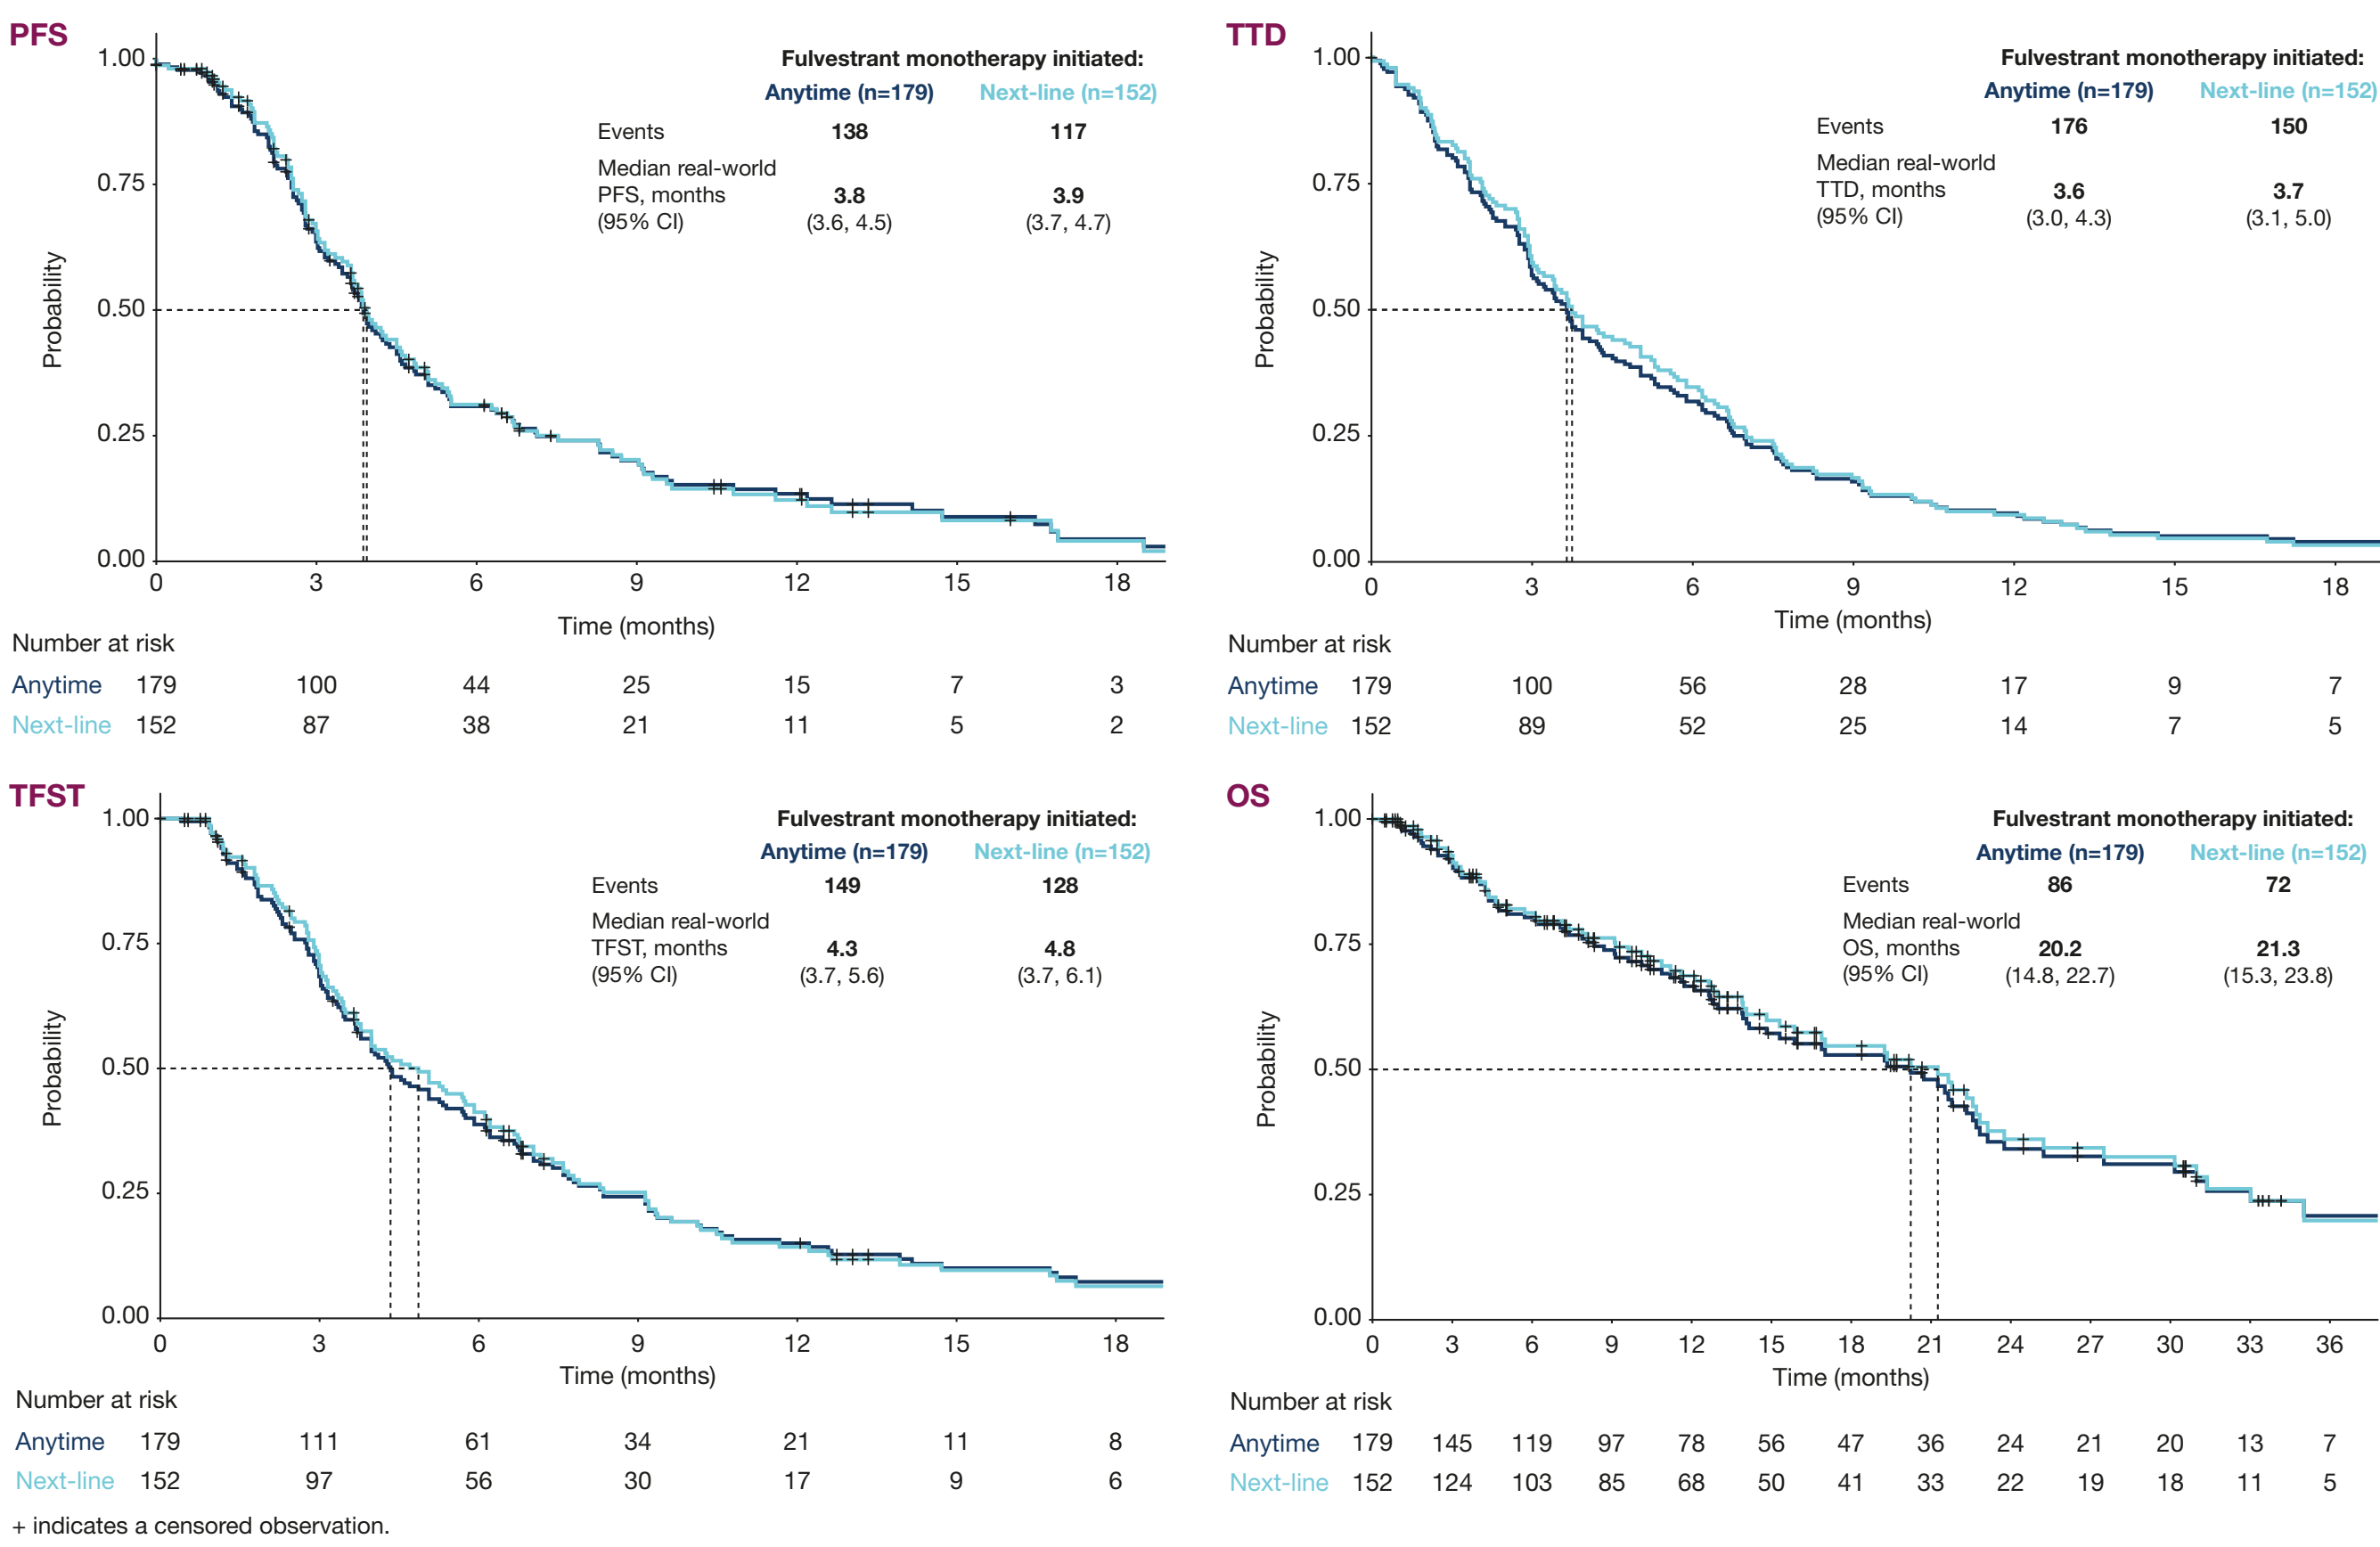 PFS
Fulvestrant monotherapy initiated:
Anytime (n=179) Next-line (n=152)
Events 138 117
Median real-world
PFS, months 3.8 3.9
(95% CI) (3.6, 4.5) (3.7, 4.7)
Probability
1.00
0.75
0.50
0.25
0.00
0 3 6 9 12 15 18
Time (months)
Number at risk
Anytime 179 100 44 25 15 7 3
Next-line 152 87 38 21 11 5 2
TTD
Fulvestrant monotherapy initiated:
Anytime (n=179) Next-line (n=152)
Events 176 150
Median real-world
TTD, months 3.6 3.7
(95% CI) (3.0, 4.3) (3.1, 5.0)
Probability
1.00
0.75
0.50
0.25
0.00
0 3 6 9 12 15 18
Time (months)
Number at risk
Anytime 179 100 56 28 17 9 7
Next-line 152 89 52 25 14 7 5
TFST
Fulvestrant monotherapy initiated:
Anytime (n=179) Next-line (n=152)
Events 149 128
Median real-world
TFST, months 4.3 4.8
(95% CI) (3.7, 5.6) (3.7, 6.1)
Probability
1.00
0.75
0.50
0.25
0.00
0 3 6 9 12 15 18
Time (months)
Number at risk
Anytime 179 111 61 34 21 11 8
Next-line 152 97 56 30 17 9 6
+ indicates a censored observation.
OS
Fulvestrant monotherapy initiated:
Anytime (n=179) Next-line (n=152)
Events 86 72
Median real-world
OS, months 20.2 21.3
(95% CI) (14.8, 22.7) (15.3, 23.8)
Probability
1.00
0.75
0.50
0.25
0.00
0 3 6 9 12 15 18 21 24 27 30 33 36
Time (months)
Number at risk
Anytime 179 145 119 97 78 56 47 36 24 21 20 13 7
Next-line 152 124 103 85 68 50 41 33 22 19 18 11 5